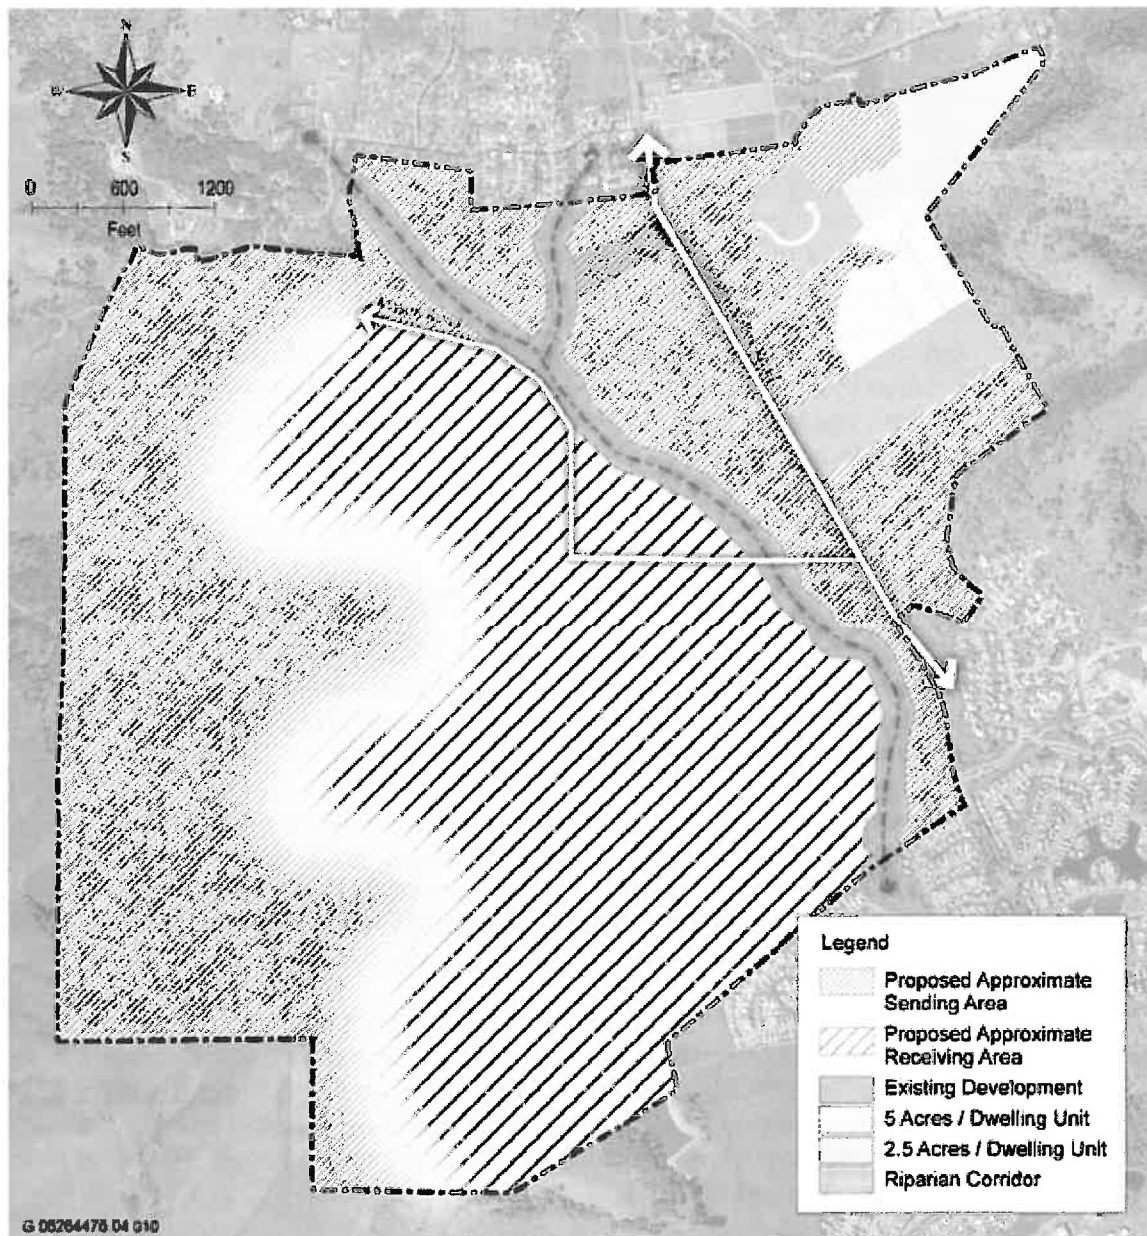 N
W E
S
0 600 1200
Feet
Legend
Proposed Approximate
Sending Area
Proposed Approximate
Receiving Area
Existing Development
5 Acres / Dwelling Unit
2.5 Acres / Dwelling Unit
Riparian Corridor